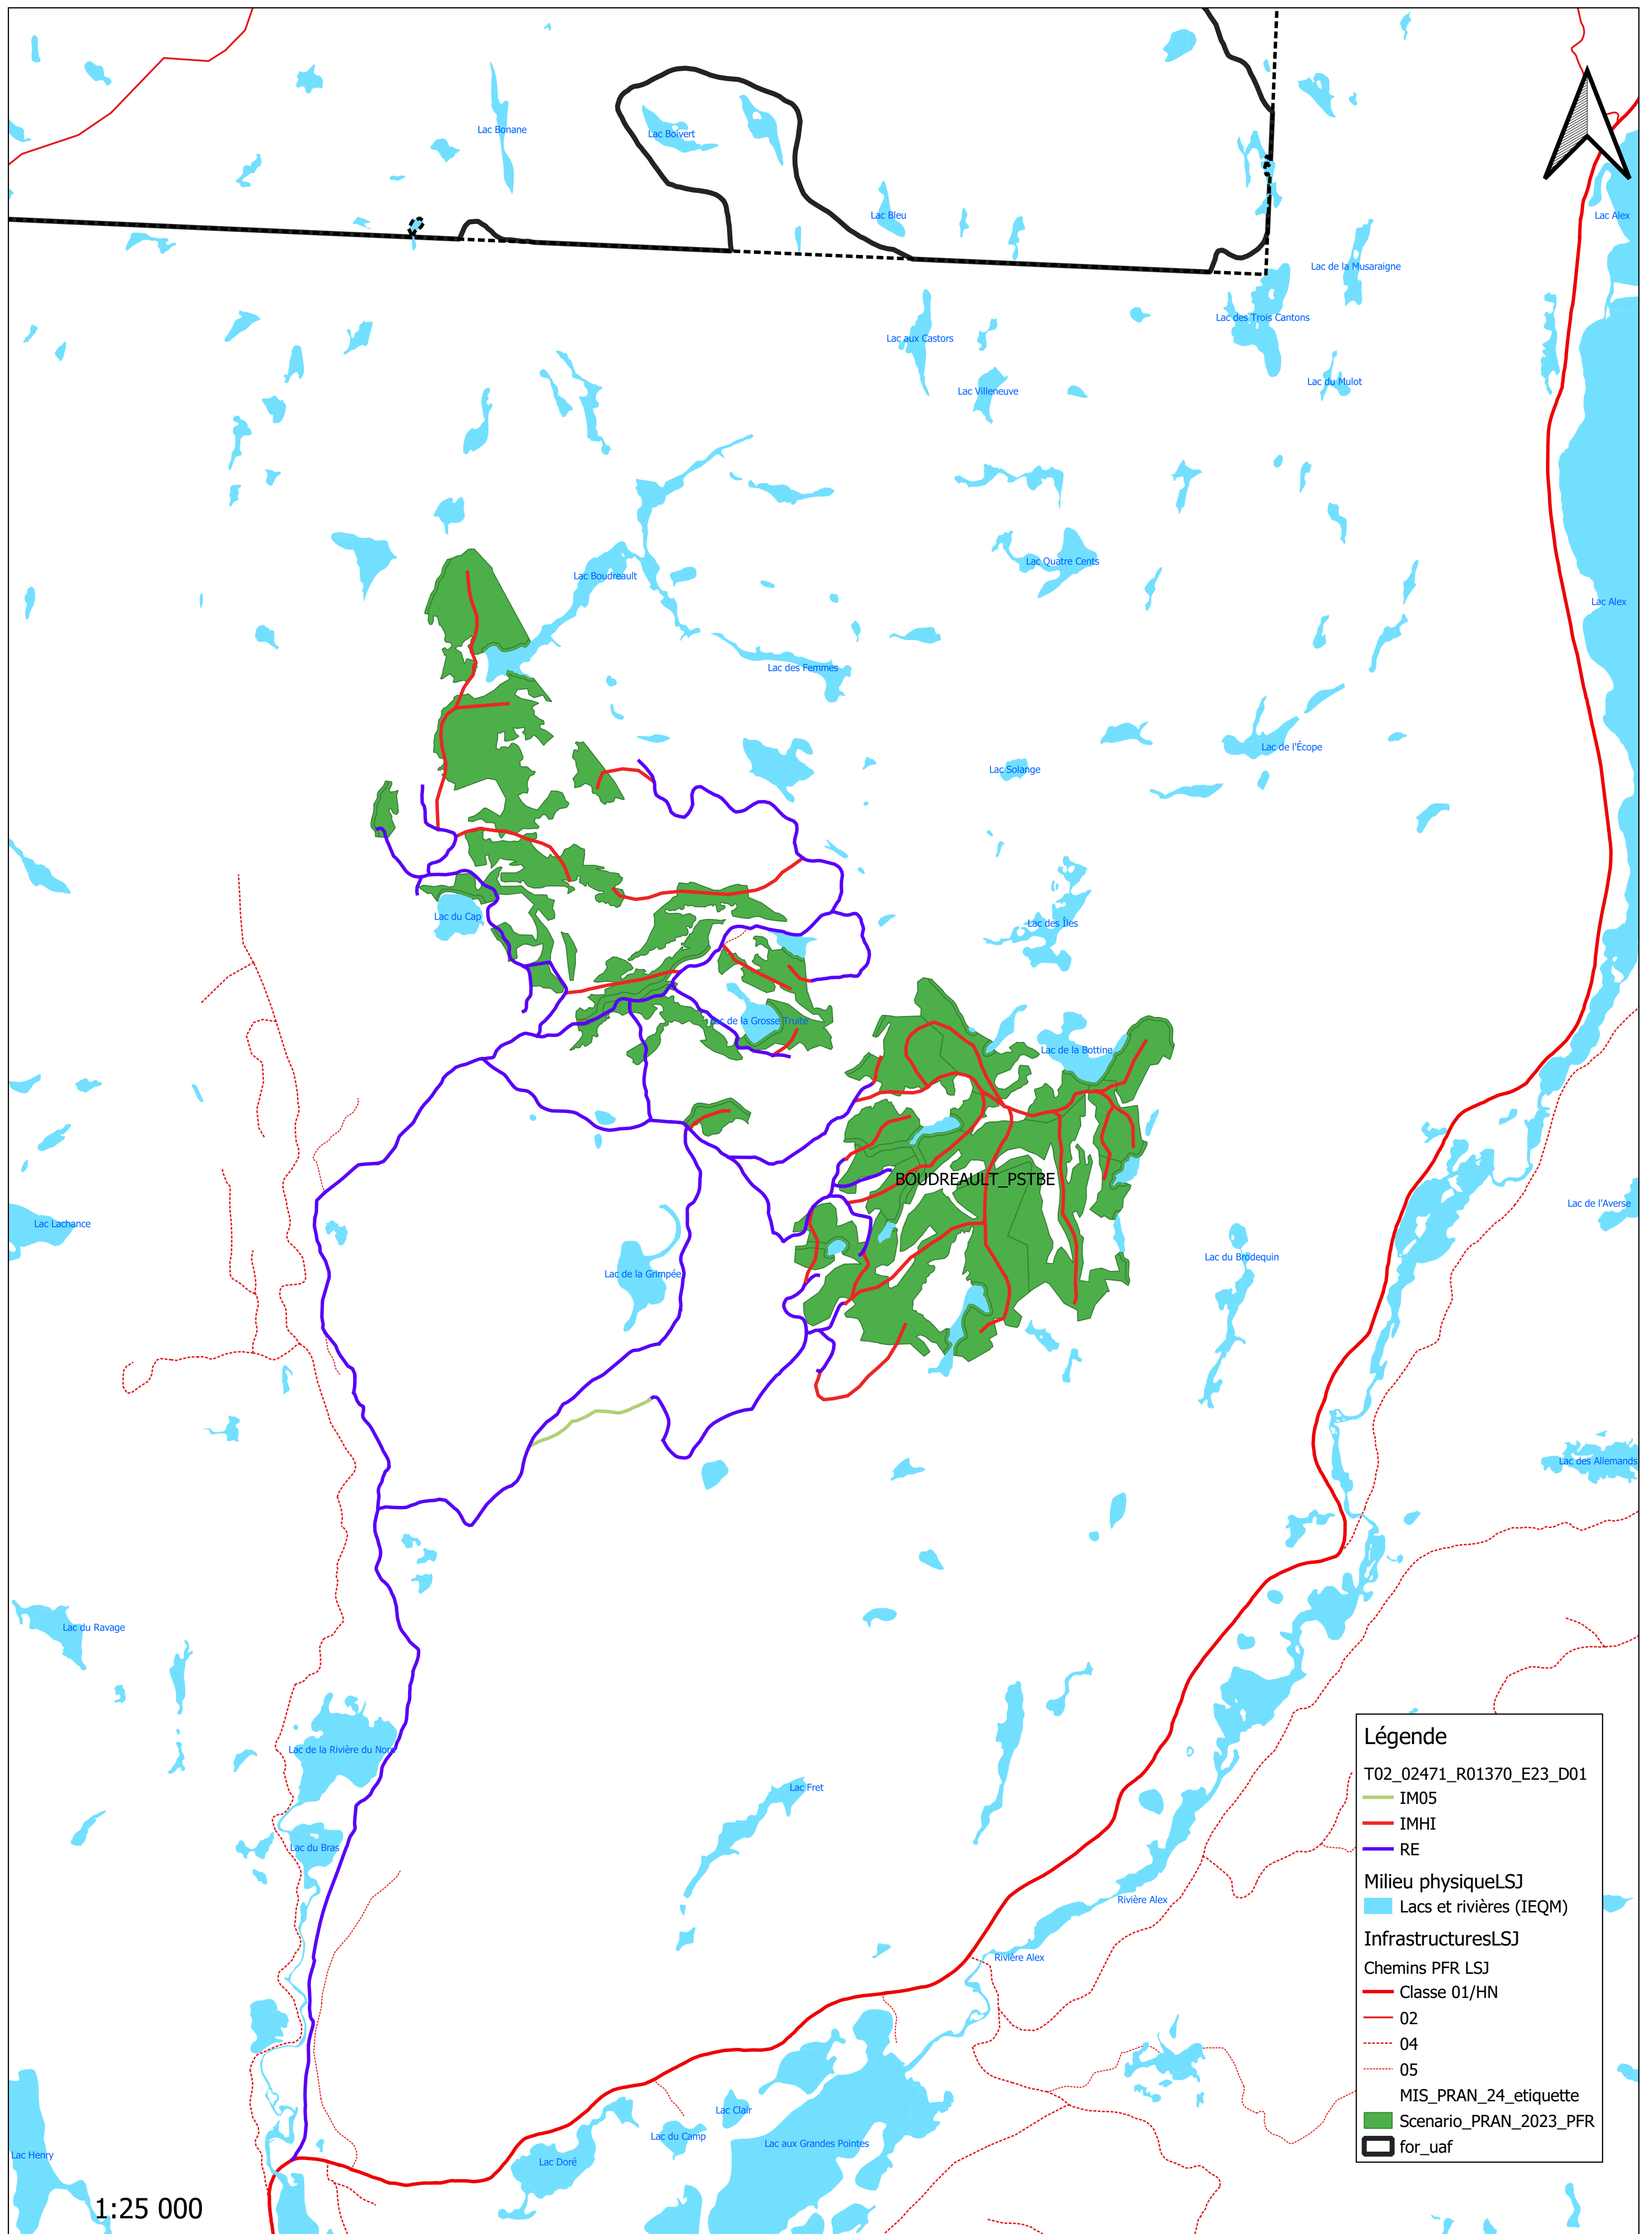 Lac Bonane
Lac Boivert
Lac Bleu
Lac Alex
Lac de la Musaraigne
Lac des Trois Cantons
Lac aux Castors
Lac du Mulot
Lac Villeneuve
Lac Quatre Cents
Lac Boudreault
Lac Alex
Lac des Femmes
Lac de l'Écope
Lac Solange
Lac du Cap
Lac des Îles
Lac de la Grosse Truite
Lac de la Bottine
BOUDREAULT_PSTBE
Lac de l'Averse
Lac Lachance
Lac du Brodequin
Lac de la Grimpée
Lac des Allemands
Lac du Ravage
Lac de la Rivière du Nord
Lac Fret
Lac du Bras
Rivière Alex
Rivière Alex
Lac Clair
Lac du Camp
Lac aux Grandes Pointes
Lac Henry
Lac Doré
1:25 000
Légende
T02_02471_R01370_E23_D01
IM05
IMHI
RE
Milieu physiqueLSJ
Lacs et rivières (IEQM)
InfrastructuresLSJ
Chemins PFR LSJ
Classe 01/HN
02
04
05
MIS_PRAN_24_etiquette
Scenario_PRAN_2023_PFR
for_uaf